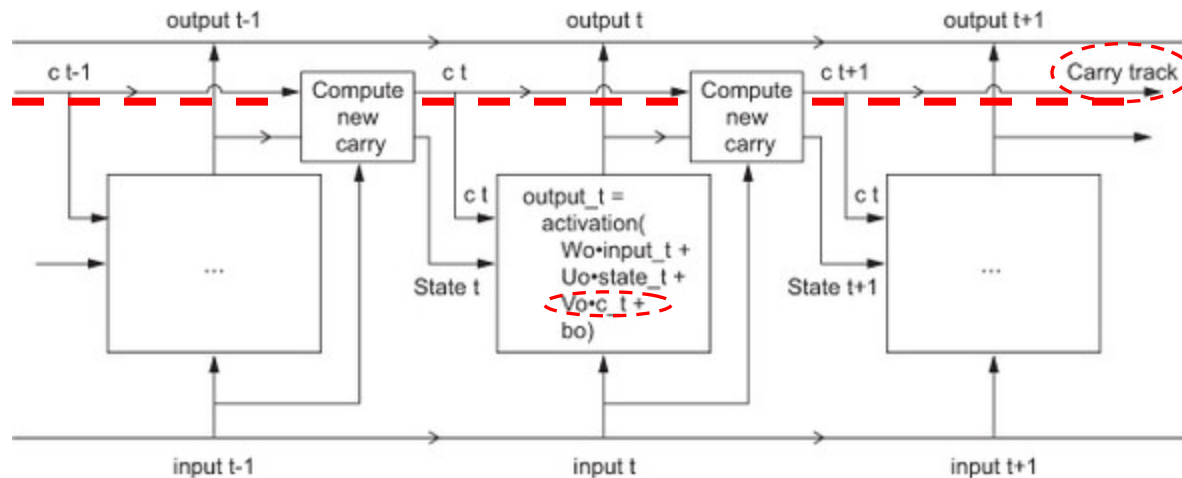 output t-1
output t
output t+1
c t-1
c t
c t+1
Carry track
Compute
new
carry
Compute
new
carry
c t
c t
...
output_t =
activation(
Wo•input_t +
Uo•state_t +
Vo•c_t +
bo)
...
State t
State t+1
input t-1
input t
input t+1